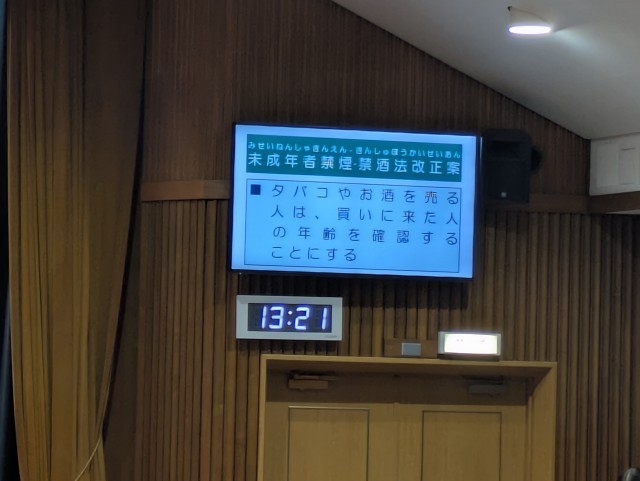 みせいねんしゃきんえん・きんしゅほうかいせいあん
未成年者禁煙・禁酒法改正案
■ タバコやお酒を売る
人は、買いに来た人
の年齢を確認する
ことにする
13:21